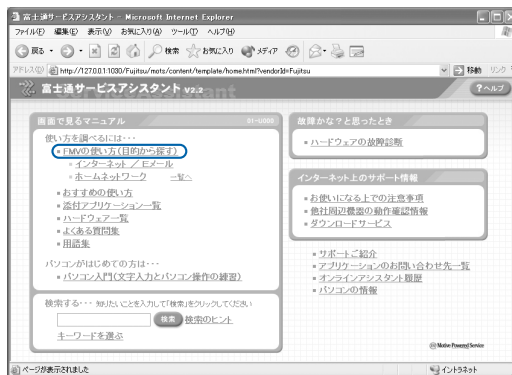 富士通サービスアシスタント - Microsoft Internet Explorer
ファイル(F) 編集(E) 表示(V) お気に入り(A) ツール(T) ヘルプ(H)
戻る 検索 お気に入り メディア
アドレス(D) http://127.0.0.1:1030/Fujitsu/mots/content/template/home.html?vendorId=Fujitsu 移動 リンク
富士通サービスアシスタント V2.2 ?ヘルプ
画面で見るマニュアル 01-U000
使い方を調べるには・・・
FMVの使い方(目的から探す)
インターネット / Eメール
ホームネットワーク 一覧へ
おすすめの使い方
添付アプリケーション一覧
ハードウェア一覧
よくある質問集
用語集
パソコンがはじめての方は・・・
パソコン入門(文字入力とパソコン操作の練習)
検索する・・・ 知りたいことを入力して「検索」をクリックしてください
検索 検索のヒント
キーワードを選ぶ
故障かな?と思ったとき
ハードウェアの故障診断
インターネット上のサポート情報
お使いになる上での注意事項
他社周辺機器の動作確認情報
ダウンロードサービス
サポートご紹介
アプリケーションのお問い合わせ先一覧
オンラインアシスタント履歴
パソコンの情報
Motive Powered Service
ページが表示されました イントラネット